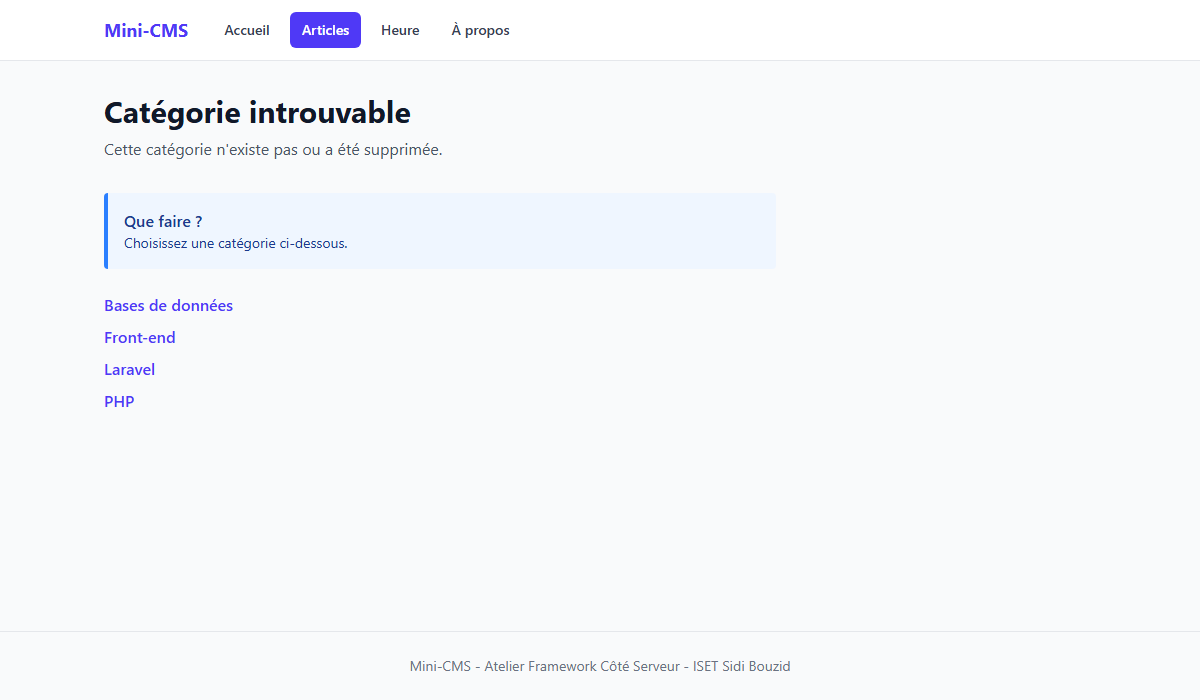 Mini-CMS Accueil Articles Heure À propos
Catégorie introuvable
Cette catégorie n'existe pas ou a été supprimée.
Que faire ?
Choisissez une catégorie ci-dessous.
Bases de données
Front-end
Laravel
PHP
Mini-CMS - Atelier Framework Côté Serveur - ISET Sidi Bouzid